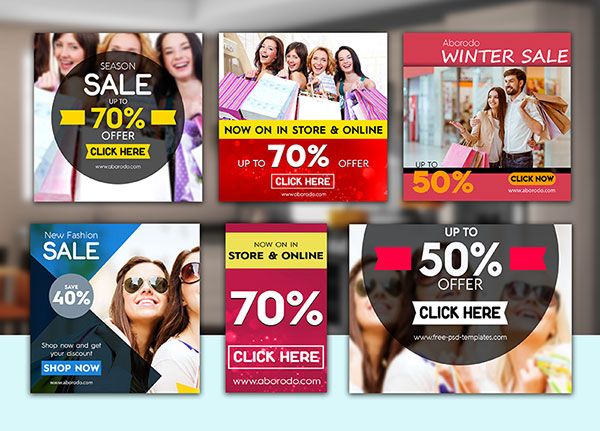 SEASON
SALE
UP TO
70%
OFFER
CLICK HERE
www.aborodo.com
NOW ON IN STORE & ONLINE
UP TO 70% OFFER
CLICK HERE
www.aborodo.com
Aborodo
WINTER SALE
UP TO
50%
CLICK NOW
www.aborodo.com
New Fashion
SALE
SAVE
40%
Shop now and get
your discount
SHOP NOW
www.aborodo.com
NOW ON IN
STORE & ONLINE
70%
CLICK HERE
www.aborodo.com
UP TO
50%
OFFER
CLICK HERE
www.free-psd-templates.com